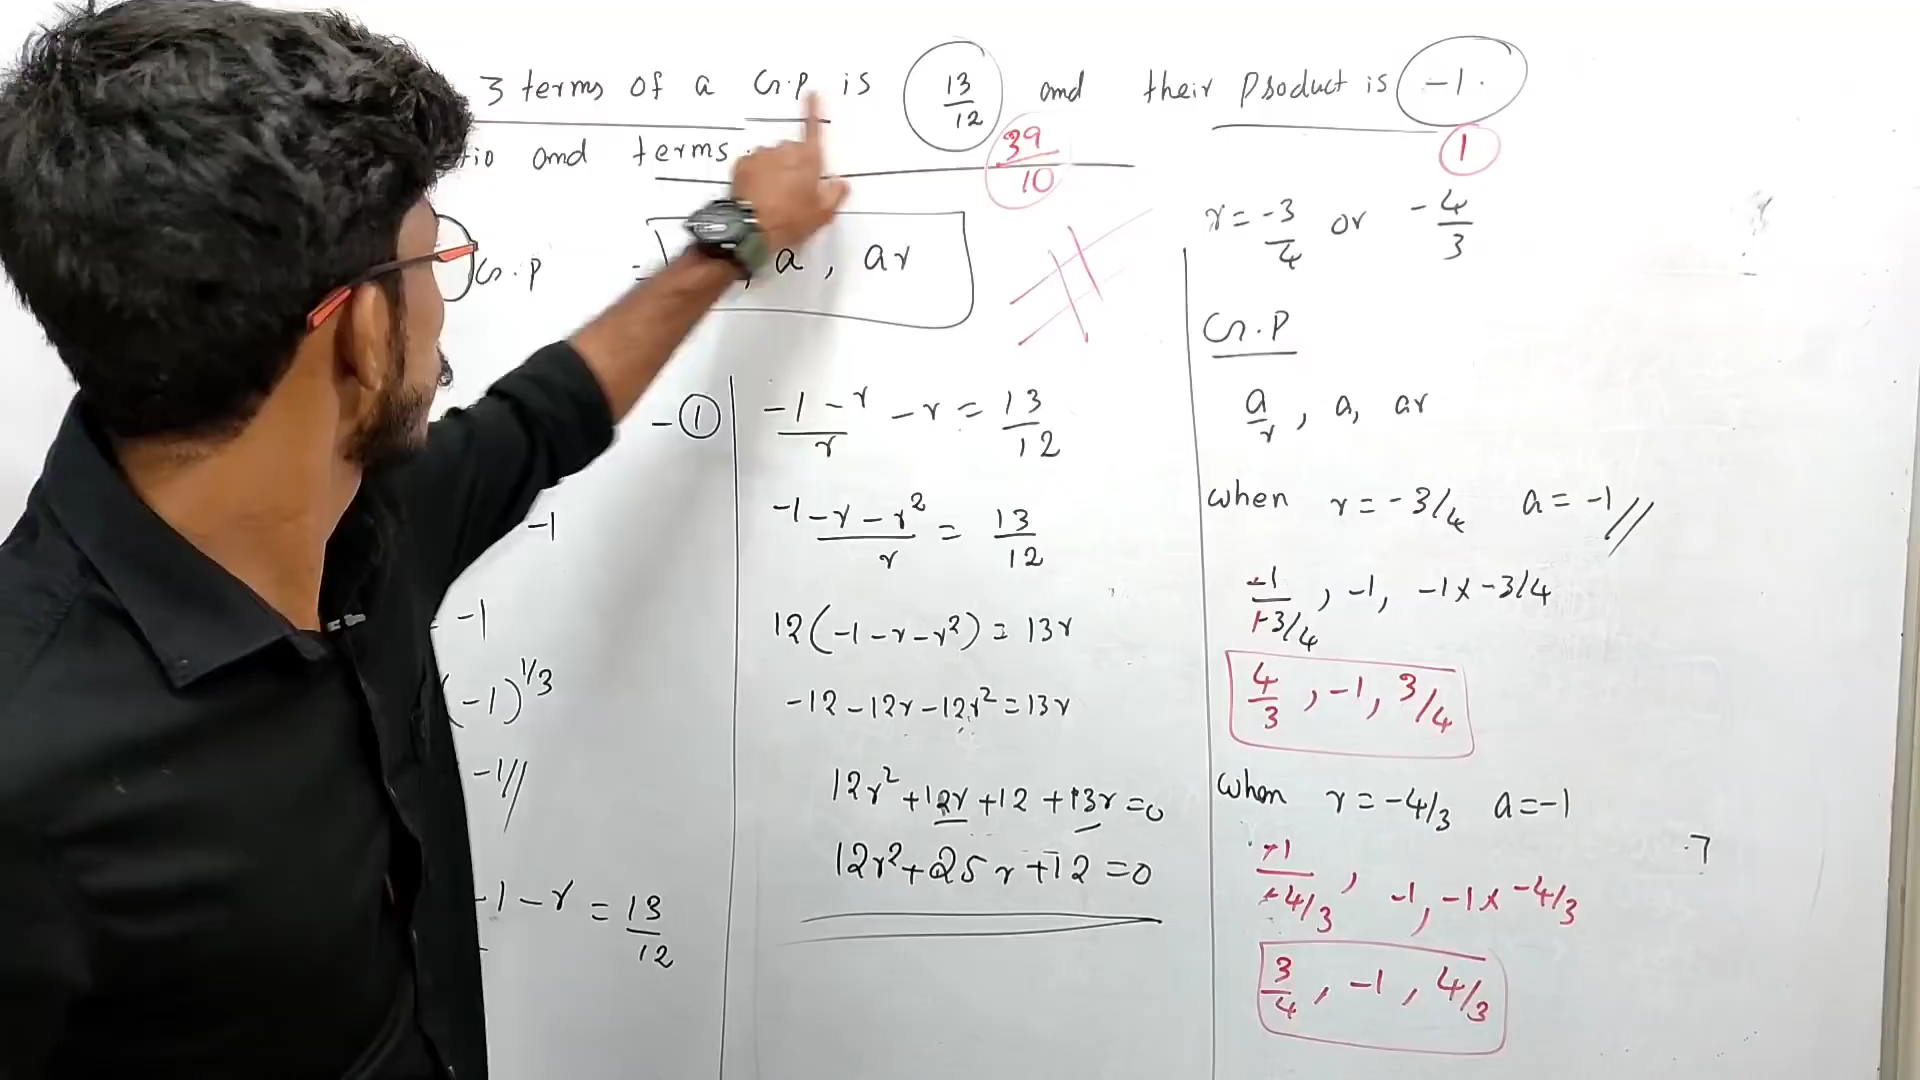 3 terms of a G.P is 13/12 and their product is -1.
tio and terms.
39/10
1
G.P = a, ar
- ①
-1
-1
(-1)^1/3
-1//
-1 - r = 13/12
-1 - r/r - r = 13/12
-1 - r - r²/r = 13/12
12(-1 - r - r²) = 13r
-12 - 12r - 12r² = 13r
12r² + 12r + 12 + 13r = 0
12r² + 25r + 12 = 0
r = -3/4 or -4/3
G.P
a/r, a, ar
when r = -3/4 a = -1//
-1/-3/4, -1, -1 x -3/4
4/3, -1, 3/4
when r = -4/3 a = -1
-1/-4/3, -1, -1 x -4/3
3/4, -1, 4/3